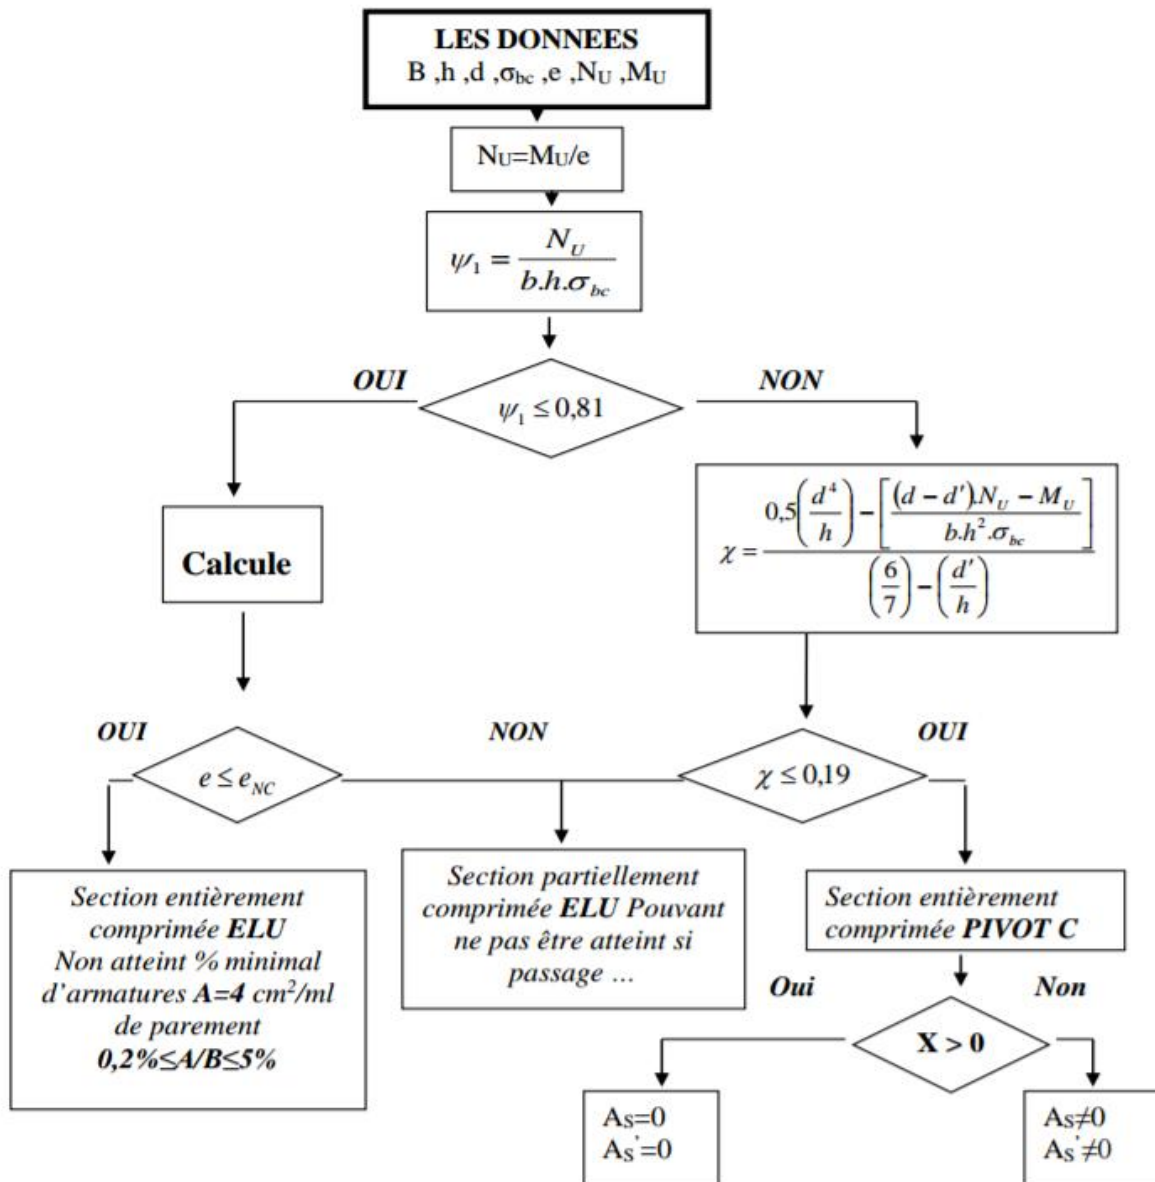 LES DONNEES
B ,h ,d ,σbc ,e ,NU ,MU
NU=MU/e
ψ1 = NU / b.h.σbc
OUI
NON
ψ1 ≤ 0,81
Calcule
χ = (0,5(d^4/h) − [(d − d').NU − MU / b.h^2.σbc]) / ((6/7) − (d'/h))
OUI
NON
OUI
e ≤ eNC
χ ≤ 0,19
Section entièrement
comprimée ELU
Non atteint % minimal
d'armatures A=4 cm²/ml
de parement
0,2%≤A/B≤5%
Section partiellement
comprimée ELU Pouvant
ne pas être atteint si
passage …
Section entièrement
comprimée PIVOT C
Oui
Non
X > 0
AS=0
AS'=0
AS≠0
AS'≠0